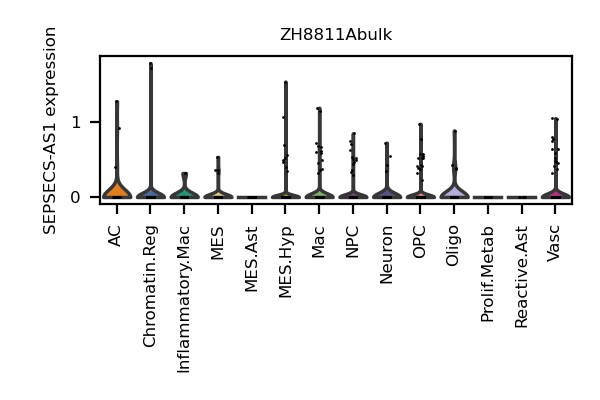 ZH8811Abulk
SEPSECS-AS1 expression
1
0
AC
Chromatin.Reg
Inflammatory.Mac
MES
MES.Ast
MES.Hyp
Mac
NPC
Neuron
OPC
Oligo
Prolif.Metab
Reactive.Ast
Vasc